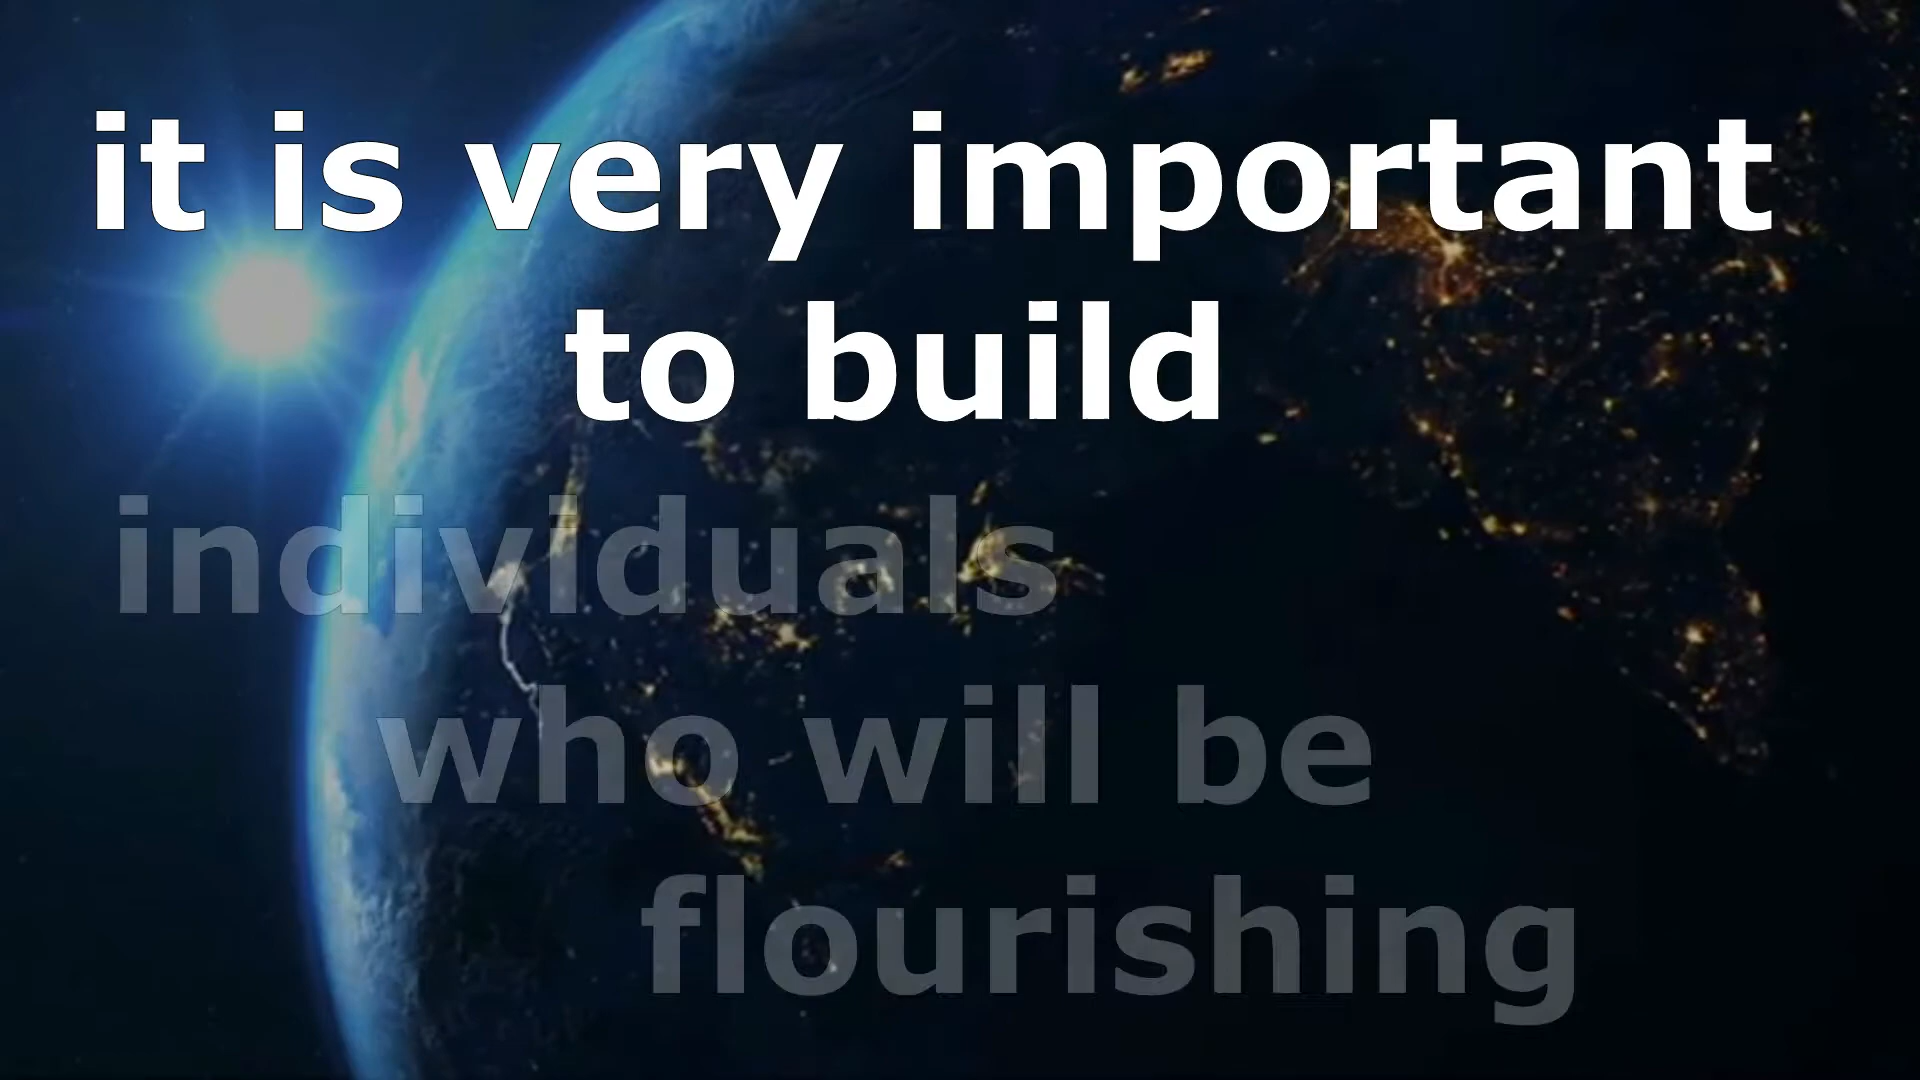 it is very important
to build
individuals
who will be
flourishing